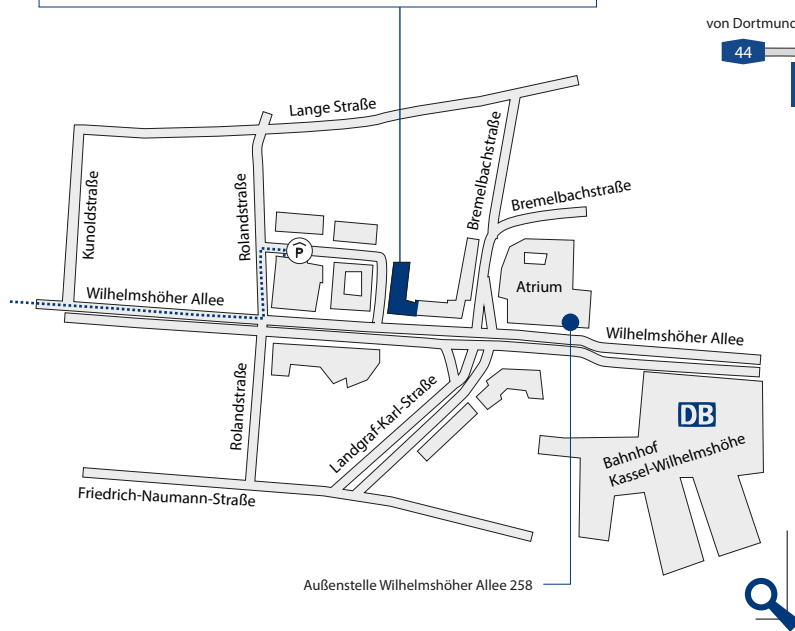 von Dortmund
44
Lange Straße
Kunoldstraße
Rolandstraße
Bremelbachstraße
Bremelbachstraße
P
Wilhelmshöher Allee
Atrium
Wilhelmshöher Allee
Rolandstraße
Landgraf-Karl-Straße
DB
Bahnhof
Kassel-Wilhelmshöhe
Friedrich-Naumann-Straße
Außenstelle Wilhelmshöher Allee 258